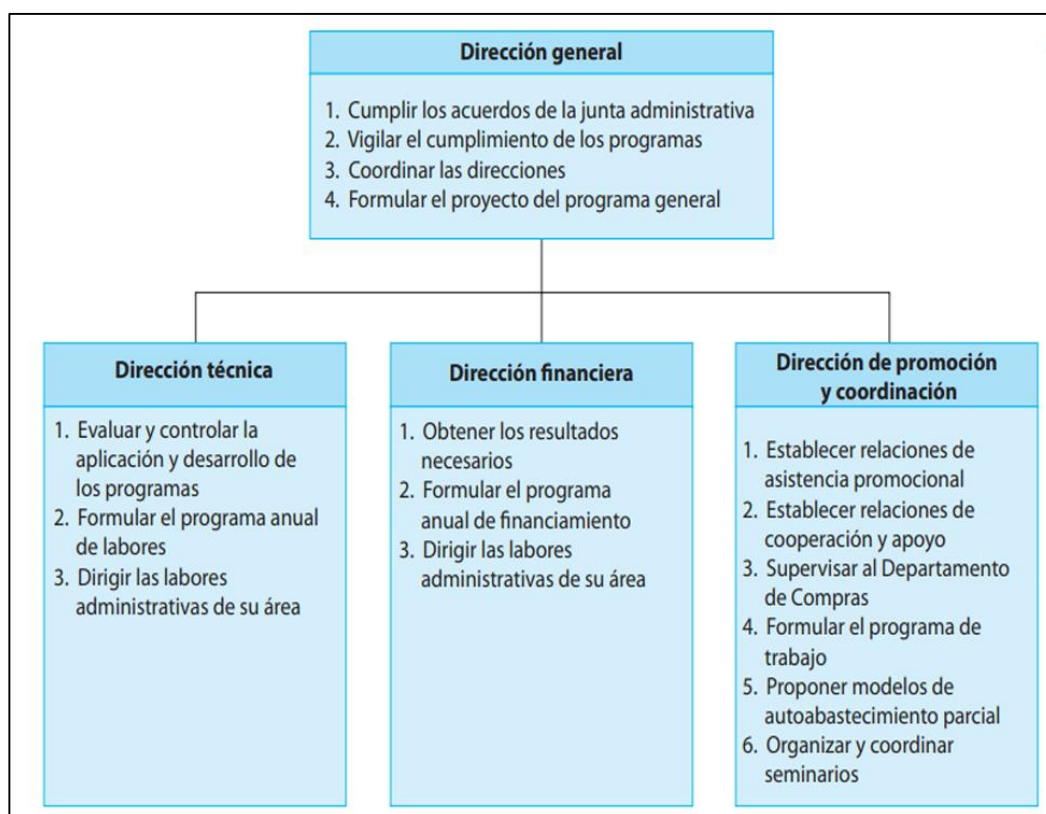 Dirección general
1. Cumplir los acuerdos de la junta administrativa
2. Vigilar el cumplimiento de los programas
3. Coordinar las direcciones
4. Formular el proyecto del programa general
Dirección técnica
1. Evaluar y controlar la
aplicación y desarrollo de
los programas
2. Formular el programa anual
de labores
3. Dirigir las labores
administrativas de su área
Dirección financiera
1. Obtener los resultados
necesarios
2. Formular el programa
anual de financiamiento
3. Dirigir las labores
administrativas de su área
Dirección de promoción
y coordinación
1. Establecer relaciones de
asistencia promocional
2. Establecer relaciones de
cooperación y apoyo
3. Supervisar al Departamento
de Compras
4. Formular el programa de
trabajo
5. Proponer modelos de
autoabastecimiento parcial
6. Organizar y coordinar
seminarios